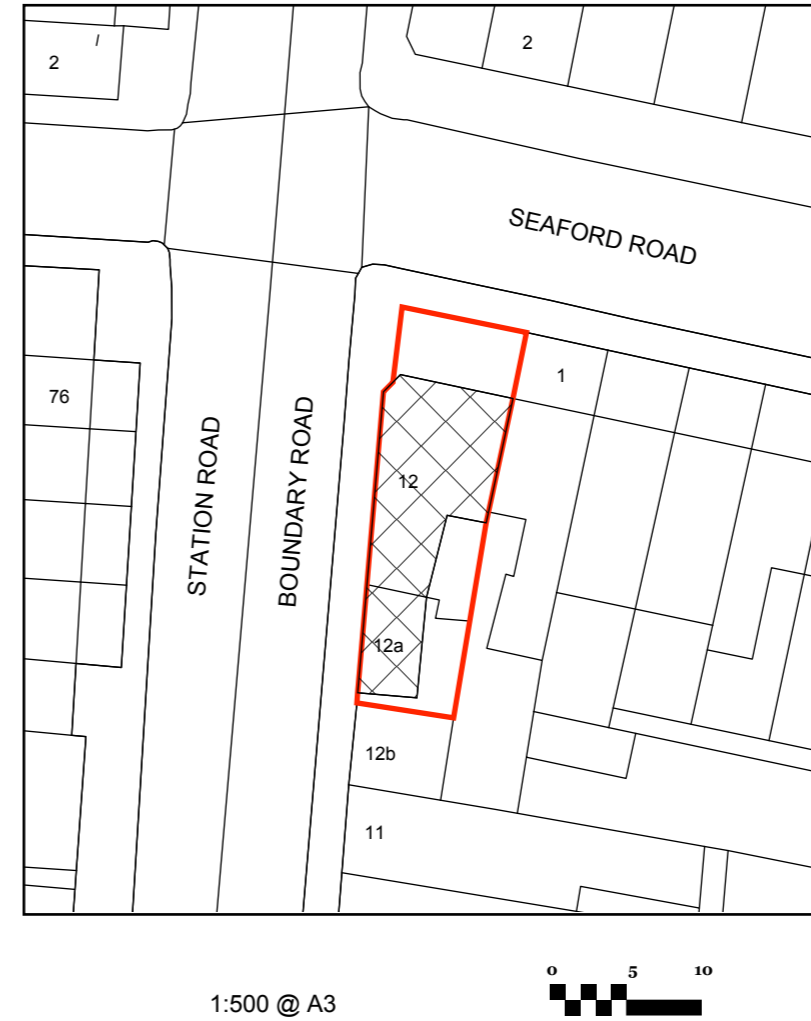 2
2
SEAFORD ROAD
1
76
12
STATION ROAD
BOUNDARY ROAD
12a
12b
11
0 5 10
1:500 @ A3